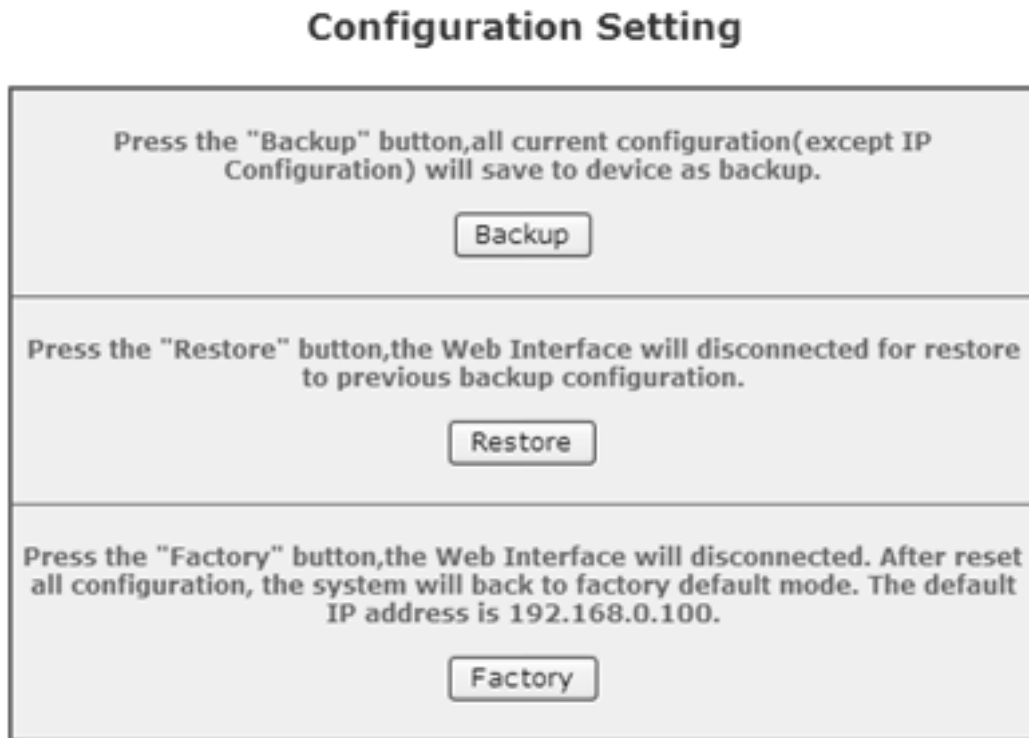 Configuration Setting
Press the "Backup" button,all current configuration(except IP
Configuration) will save to device as backup.
Backup
Press the "Restore" button,the Web Interface will disconnected for restore
to previous backup configuration.
Restore
Press the "Factory" button,the Web Interface will disconnected. After reset
all configuration, the system will back to factory default mode. The default
IP address is 192.168.0.100.
Factory